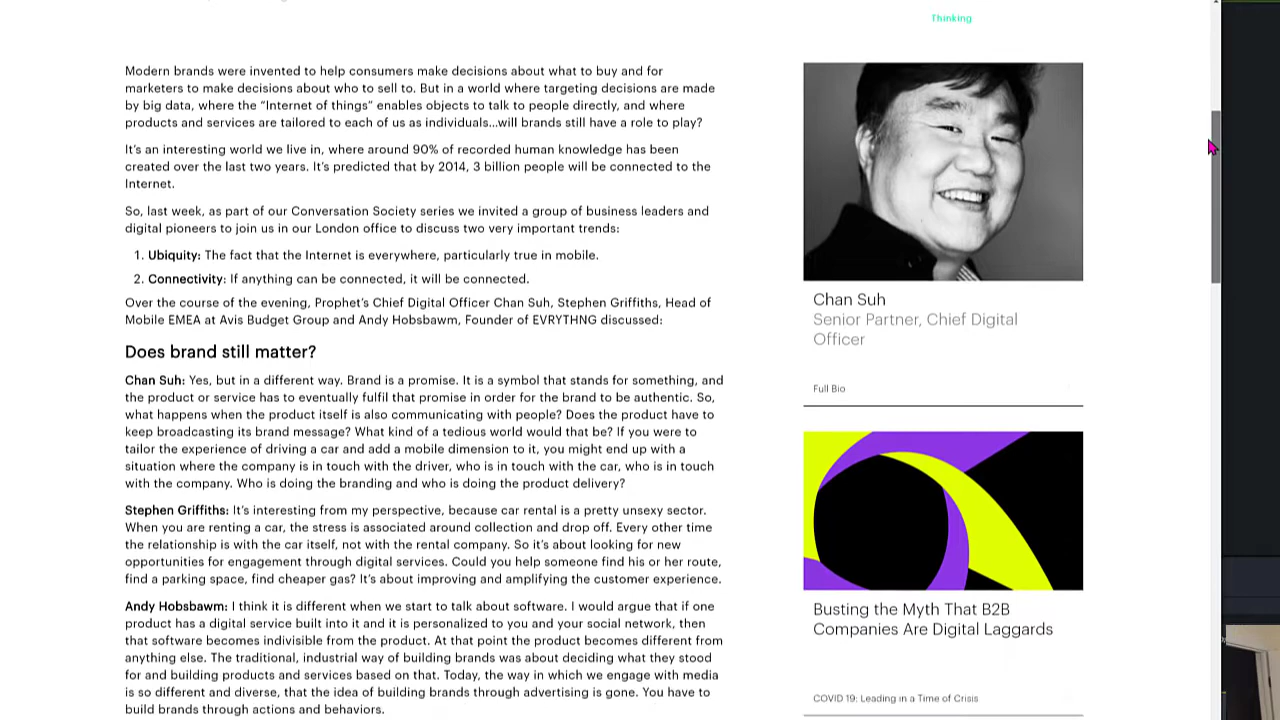 Thinking
Modern brands were invented to help consumers make decisions about what to buy and for
marketers to make decisions about who to sell to. But in a world where targeting decisions are made
by big data, where the “Internet of things” enables objects to talk to people directly, and where
products and services are tailored to each of us as individuals...will brands still have a role to play?
It’s an interesting world we live in, where around 90% of recorded human knowledge has been
created over the last two years. It’s predicted that by 2014, 3 billion people will be connected to the
Internet.
So, last week, as part of our Conversation Society series we invited a group of business leaders and
digital pioneers to join us in our London office to discuss two very important trends:
1. Ubiquity: The fact that the Internet is everywhere, particularly true in mobile.
2. Connectivity: If anything can be connected, it will be connected.
Over the course of the evening, Prophet’s Chief Digital Officer Chan Suh, Stephen Griffiths, Head of
Mobile EMEA at Avis Budget Group and Andy Hobsbawm, Founder of EVRYTHNG discussed:
Does brand still matter?
Chan Suh: Yes, but in a different way. Brand is a promise. It is a symbol that stands for something, and
the product or service has to eventually fulfil that promise in order for the brand to be authentic. So,
what happens when the product itself is also communicating with people? Does the product have to
keep broadcasting its brand message? What kind of a tedious world would that be? If you were to
tailor the experience of driving a car and add a mobile dimension to it, you might end up with a
situation where the company is in touch with the driver, who is in touch with the car, who is in touch
with the company. Who is doing the branding and who is doing the product delivery?
Stephen Griffiths: It’s interesting from my perspective, because car rental is a pretty unsexy sector.
When you are renting a car, the stress is associated around collection and drop off. Every other time
the relationship is with the car itself, not with the rental company. So it’s about looking for new
opportunities for engagement through digital services. Could you help someone find his or her route,
find a parking space, find cheaper gas? It’s about improving and amplifying the customer experience.
Andy Hobsbawm: I think it is different when we start to talk about software. I would argue that if one
product has a digital service built into it and it is personalized to you and your social network, then
that software becomes indivisible from the product. At that point the product becomes different from
anything else. The traditional, industrial way of building brands was about deciding what they stood
for and building products and services based on that. Today, the way in which we engage with media
is so different and diverse, that the idea of building brands through advertising is gone. You have to
build brands through actions and behaviors.
Chan Suh
Senior Partner, Chief Digital
Officer
Full Bio
Busting the Myth That B2B
Companies Are Digital Laggards
COVID 19: Leading in a Time of Crisis